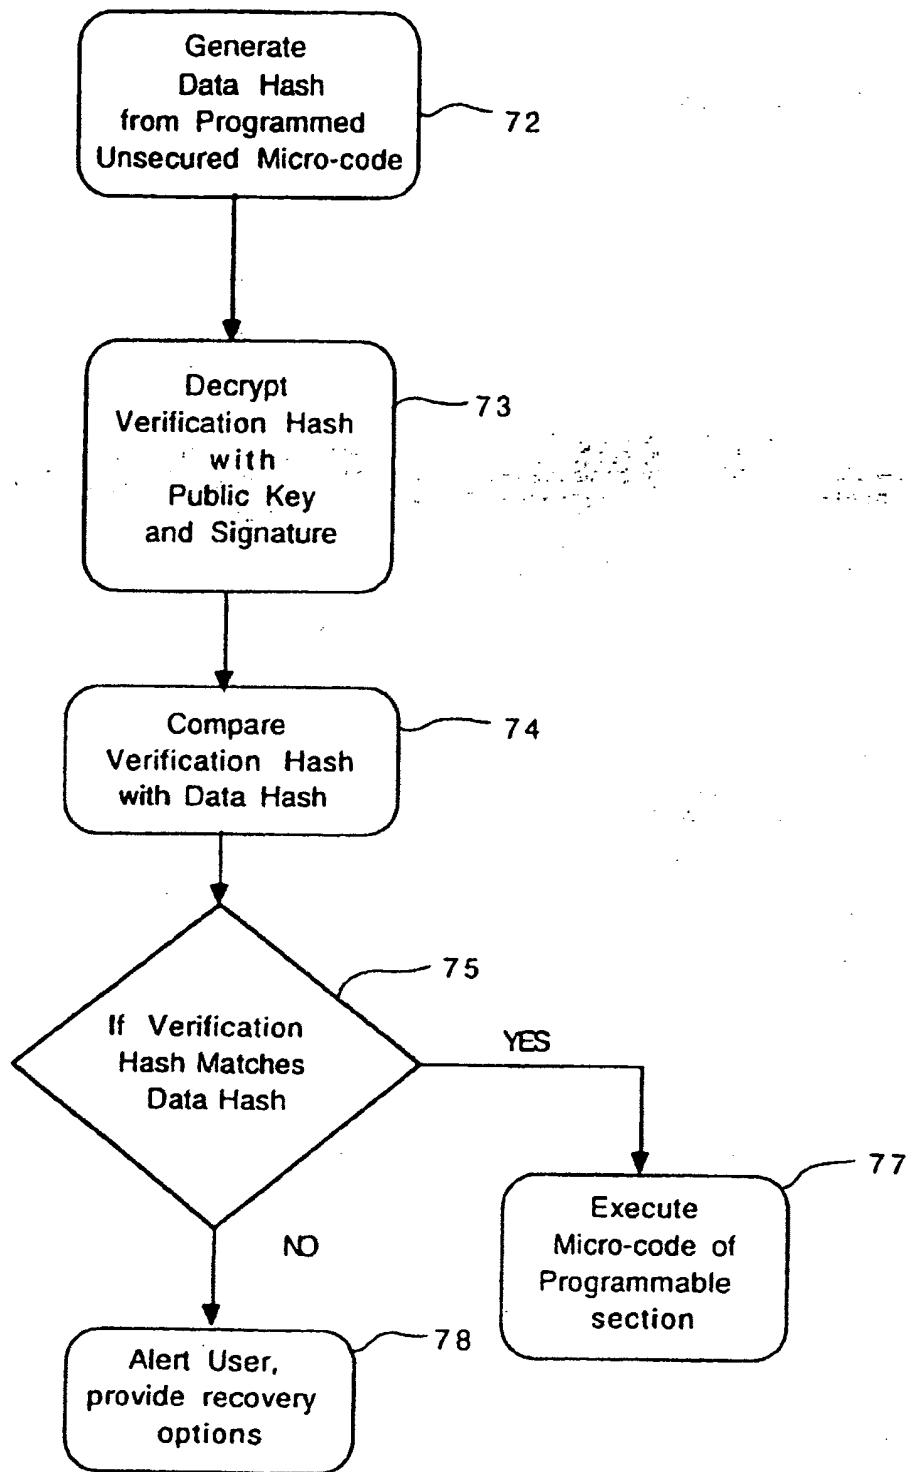 Generate
Data Hash
from Programmed
Unsecured Micro-code
72
Decrypt
Verification Hash
with
Public Key
and Signature
73
Compare
Verification Hash
with Data Hash
74
75
If Verification
Hash Matches
Data Hash
YES
NO
77
Execute
Micro-code of
Programmable
section
78
Alert User,
provide recovery
options